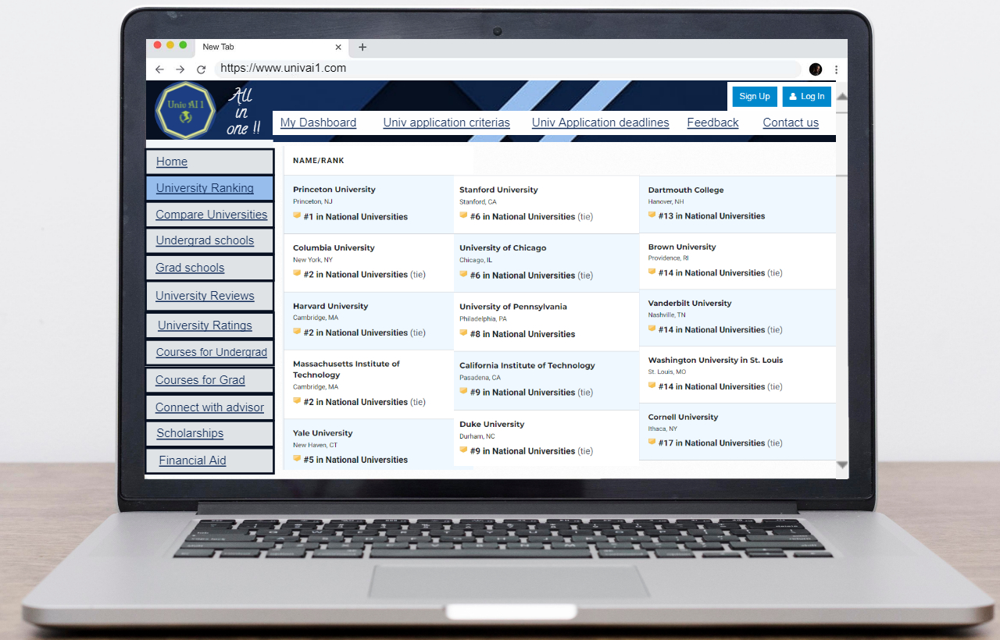 New Tab
https://www.univai1.com
Univ AI 1
All
in
one !!
Sign Up
Log In
My Dashboard
Univ application criterias
Univ Application deadlines
Feedback
Contact us
Home
University Ranking
Compare Universities
Undergrad schools
Grad schools
University Reviews
University Ratings
Courses for Undergrad
Courses for Grad
Connect with advisor
Scholarships
Financial Aid
NAME/RANK
Princeton University
Princeton, NJ
#1 in National Universities
Columbia University
New York, NY
#2 in National Universities (tie)
Harvard University
Cambridge, MA
#2 in National Universities (tie)
Massachusetts Institute of
Technology
Cambridge, MA
#2 in National Universities (tie)
Yale University
New Haven, CT
#5 in National Universities
Stanford University
Stanford, CA
#6 in National Universities (tie)
University of Chicago
Chicago, IL
#6 in National Universities (tie)
University of Pennsylvania
Philadelphia, PA
#8 in National Universities
California Institute of Technology
Pasadena, CA
#9 in National Universities (tie)
Duke University
Durham, NC
#9 in National Universities (tie)
Dartmouth College
Hanover, NH
#13 in National Universities
Brown University
Providence, RI
#14 in National Universities (tie)
Vanderbilt University
Nashville, TN
#14 in National Universities (tie)
Washington University in St. Louis
St. Louis, MO
#14 in National Universities (tie)
Cornell University
Ithaca, NY
#17 in National Universities (tie)